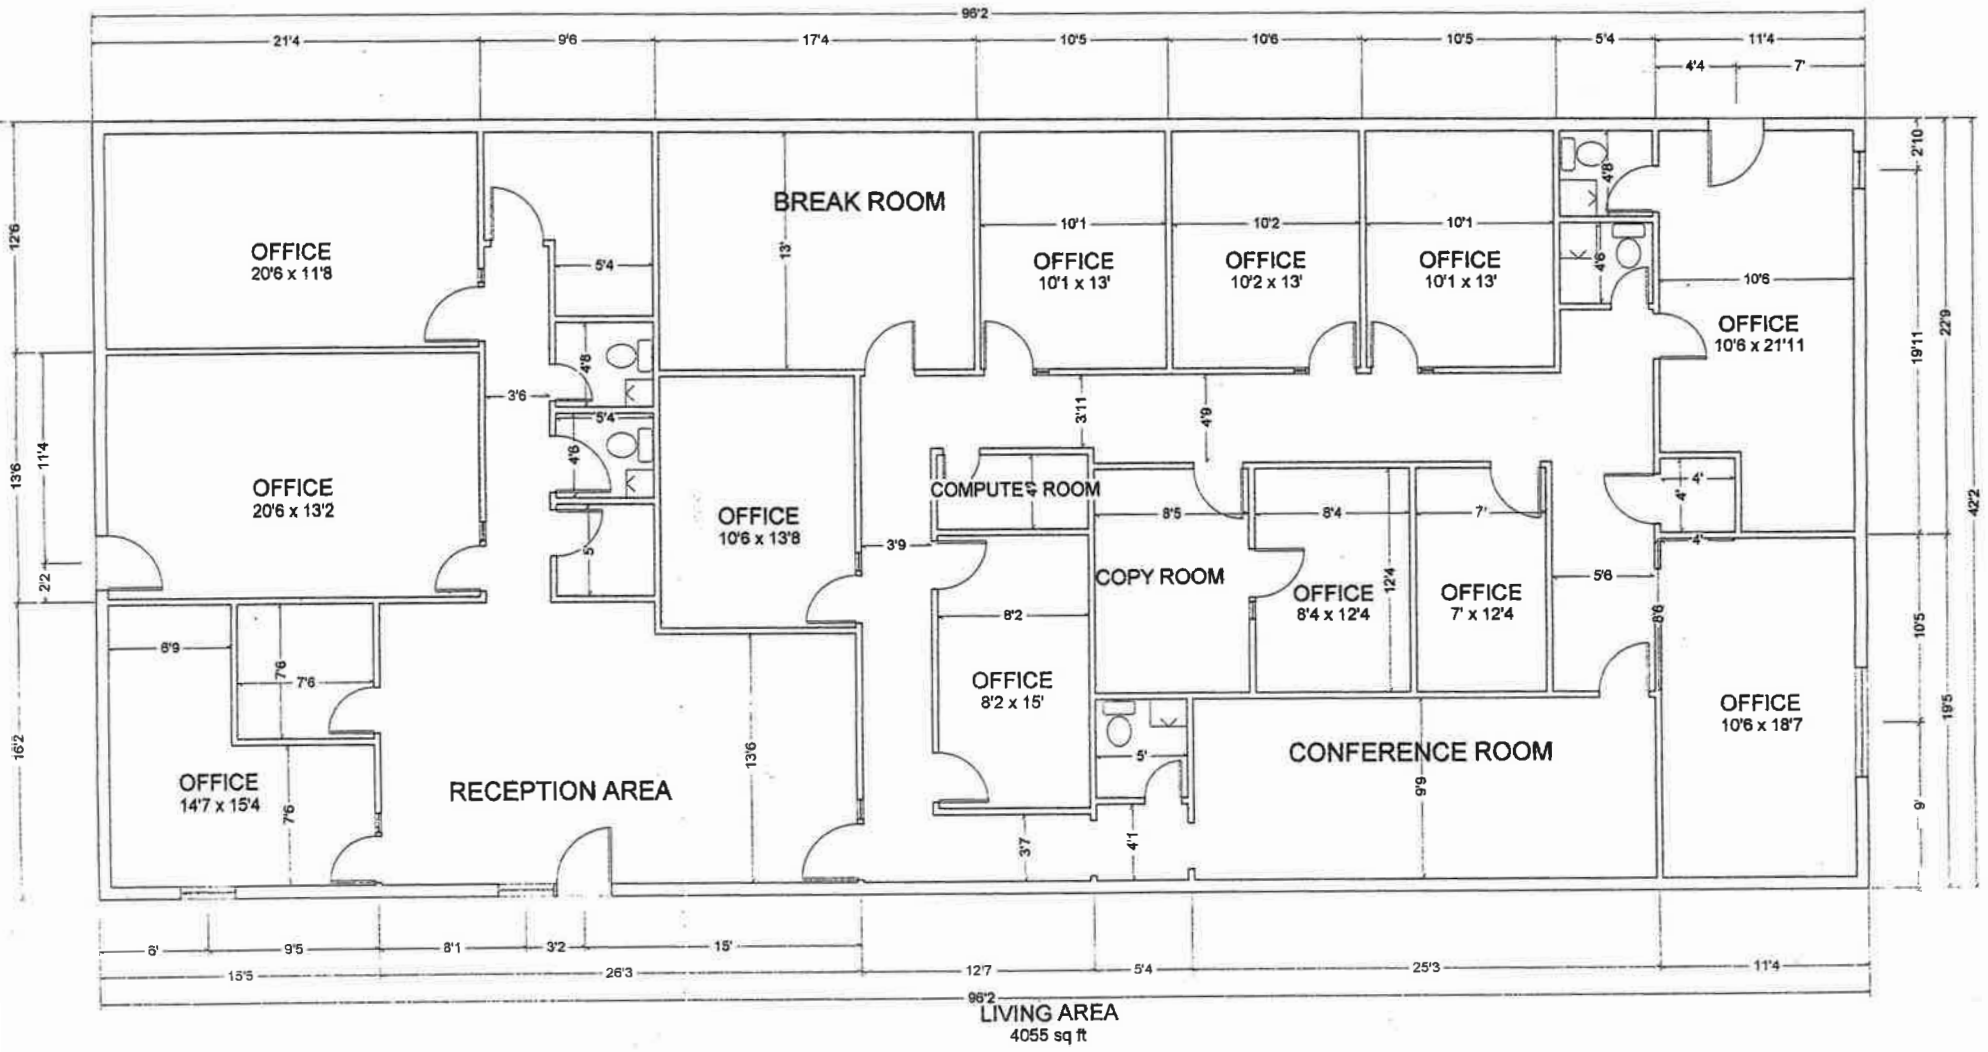 96'2
21'4
9'6
17'4
10'5
10'6
10'5
5'4
11'4
4'4
7'
2'10
12'6
4'8
BREAK ROOM
13'
10'1
10'2
10'1
OFFICE
20'6 x 11'8
5'4
OFFICE
10'1 x 13'
OFFICE
10'2 x 13'
OFFICE
10'1 x 13'
4'6
10'6
OFFICE
10'6 x 21'11
19'11
22'9
4'8
3'6
5'4
3'11
4'9
11'4
13'6
4'6
OFFICE
20'6 x 13'2
COMPUTER ROOM
4'
4'
4'
42'2
OFFICE
10'6 x 13'8
8'5
8'4
7'
3'9
5'
4'
2'2
COPY ROOM
12'4
5'6
OFFICE
8'4 x 12'4
OFFICE
7' x 12'4
8'2
8'6
10'5
6'9
7'6
7'6
OFFICE
8'2 x 15'
OFFICE
10'6 x 18'7
19'5
16'2
13'6
5'
CONFERENCE ROOM
OFFICE
14'7 x 15'4
7'6
RECEPTION AREA
9'9
9'
3'7
4'1
6'
9'5
8'1
3'2
15'
15'5
26'3
12'7
5'4
25'3
11'4
96'2
LIVING AREA
4055 sq ft